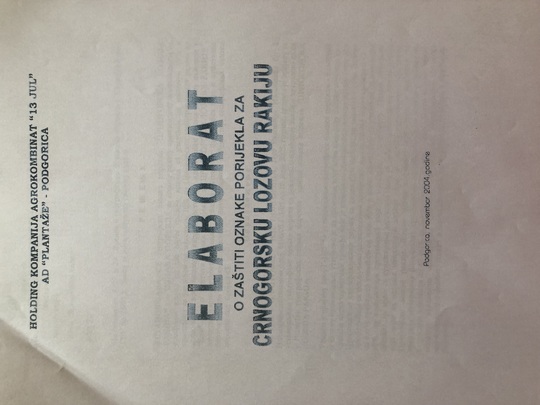 HOLDING KOMPANIJA AGROKOMBINAT "13 JUL"
AD "PLANTAŽE" - PODGORICA
ELABORAT
O ZAŠTITI OZNAKE PORIJEKLA ZA
CRNOGORSKU LOZOVU RAKIJU
Podgorica, novembar 2004.godine